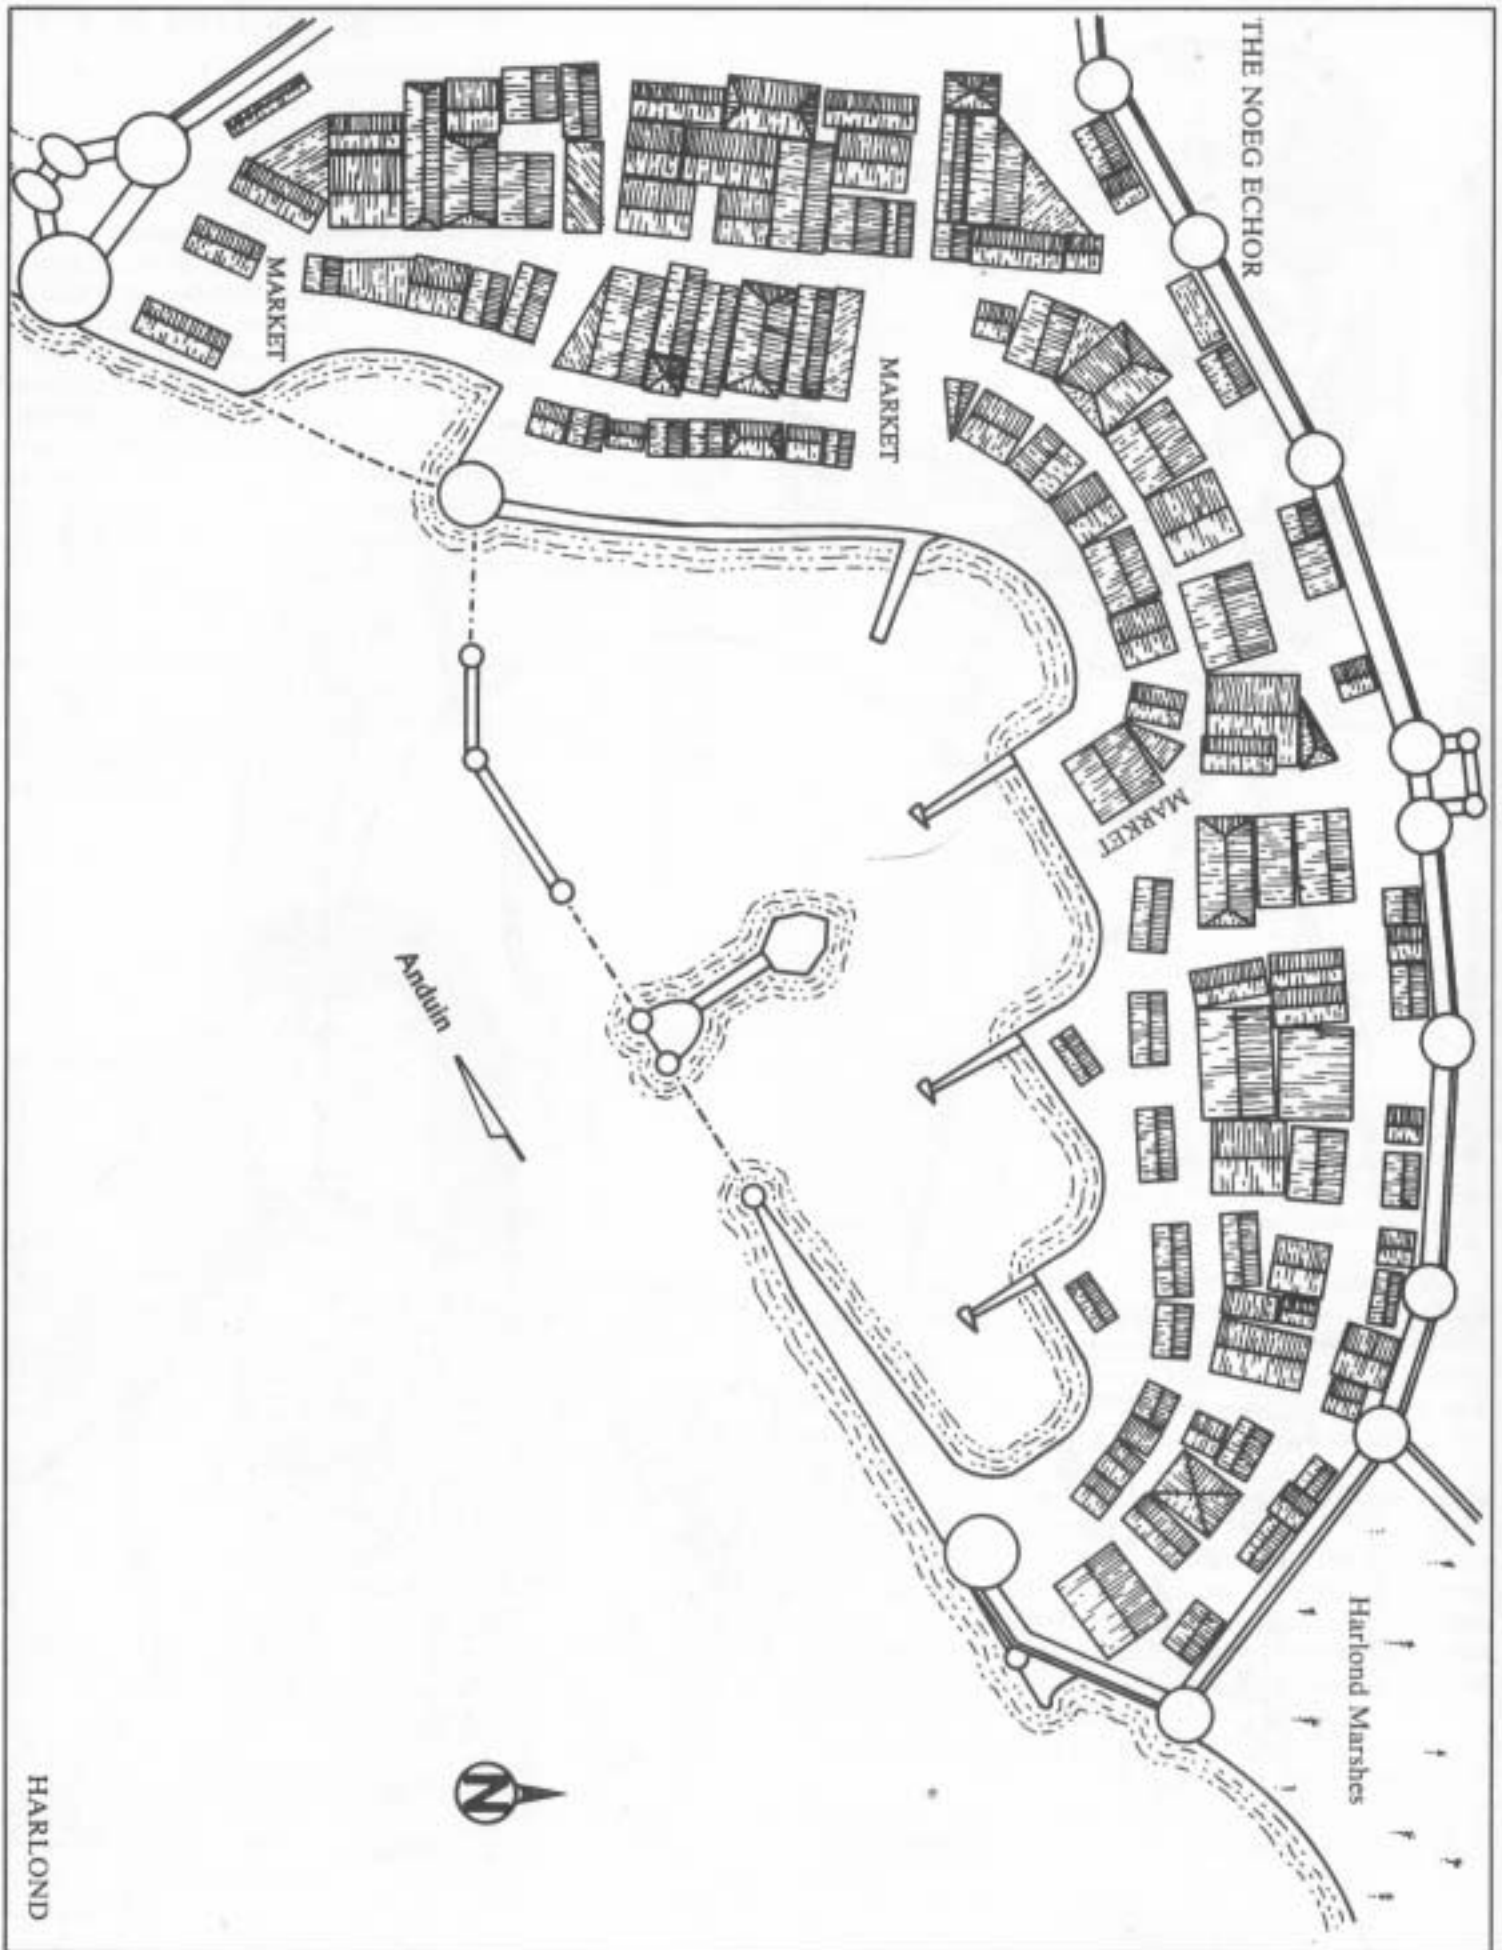 THE NOEG ECHOR
Harlond Marshes
MARKET
MARKET
MARKET
Anduin
N
HARLOND